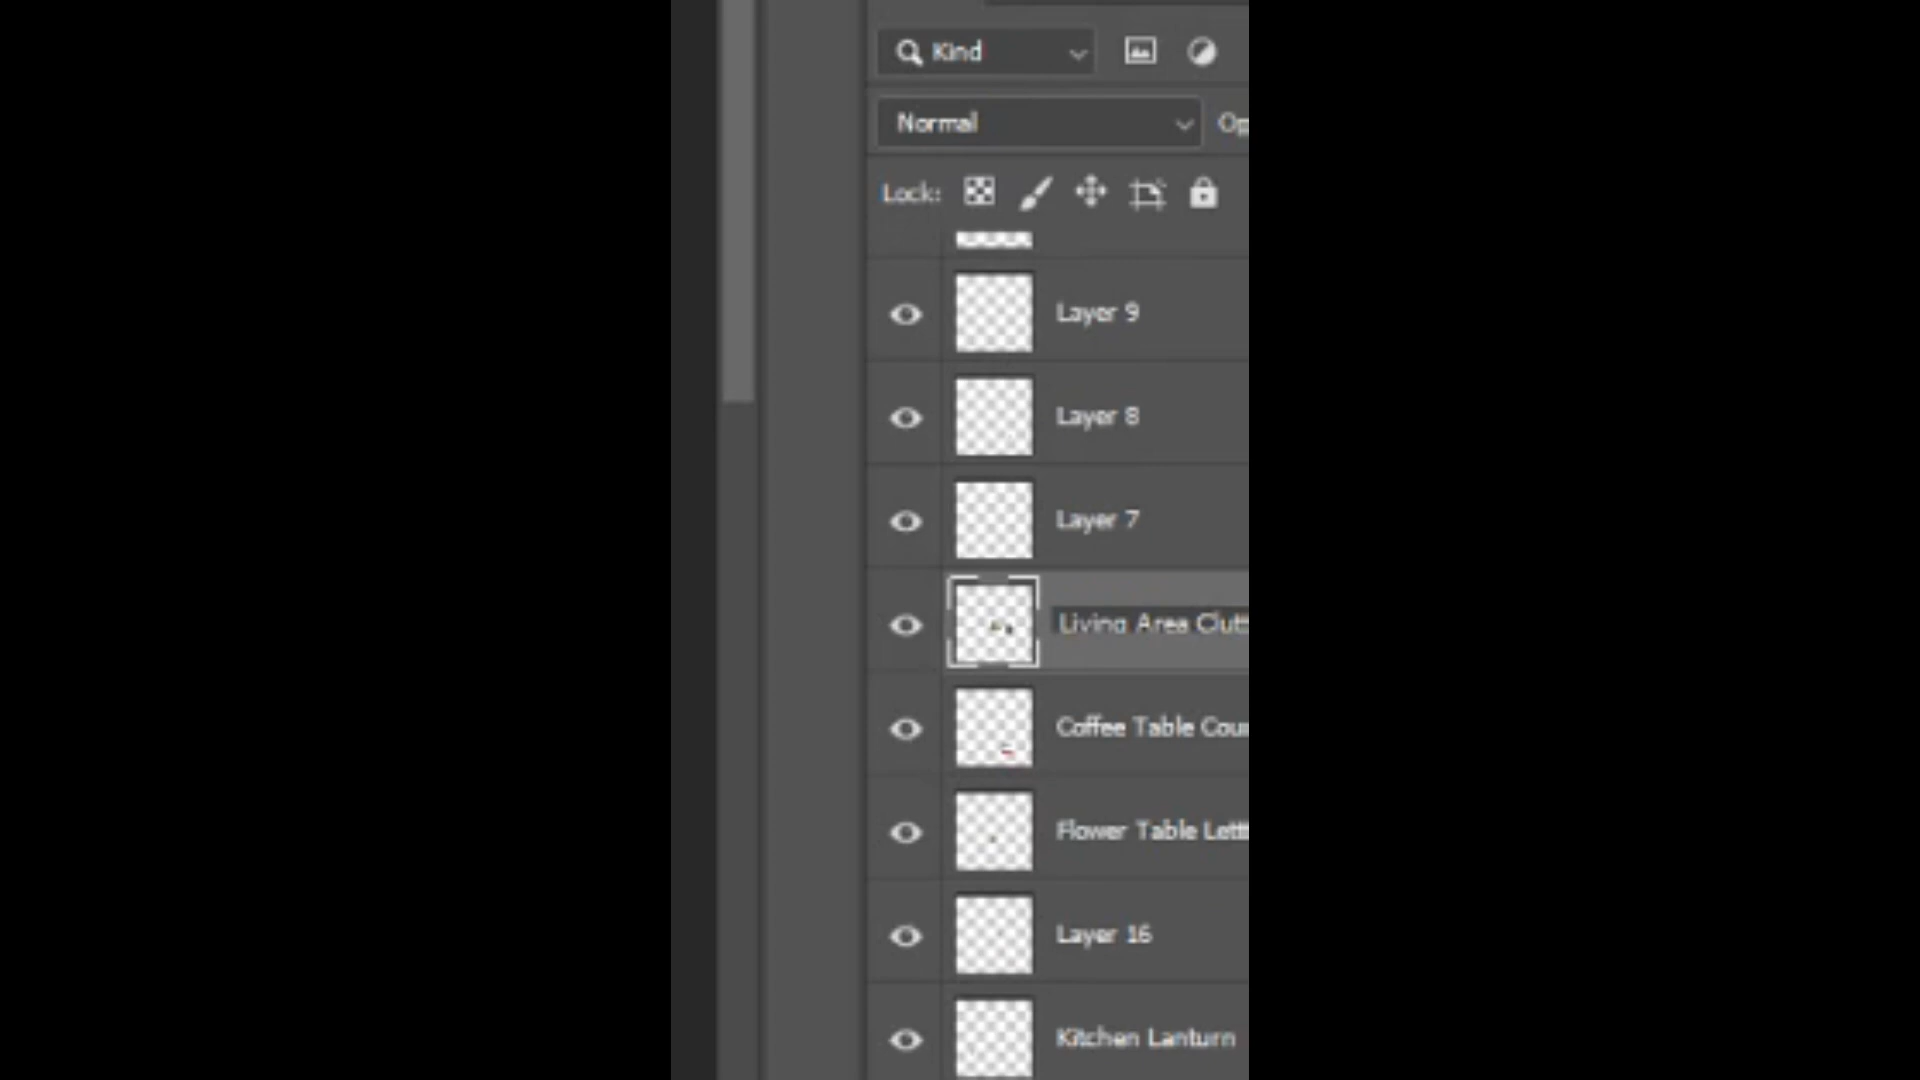 Kind
Normal
Op
Lock:
Layer 9
Layer 8
Layer 7
Living Area Clutt
Coffee Table Cou
Flower Table Lett
Layer 16
Kitchen Lanturn